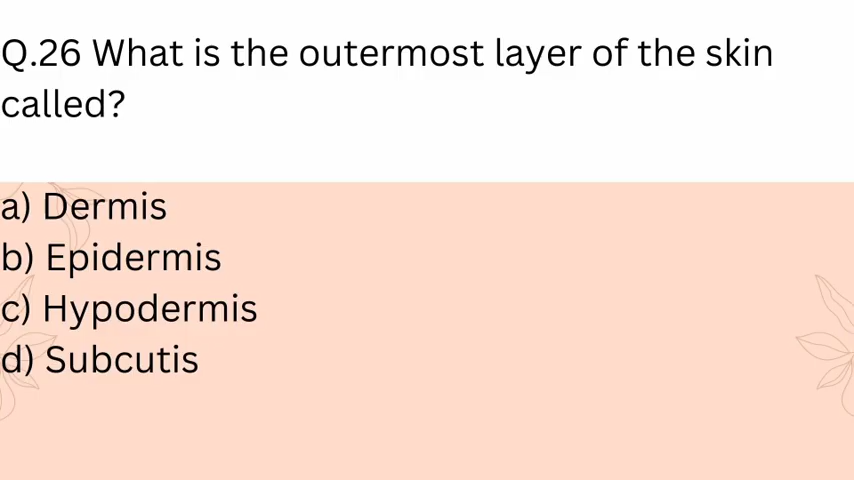 Q.26 What is the outermost layer of the skin
called?
a) Dermis
b) Epidermis
c) Hypodermis
d) Subcutis